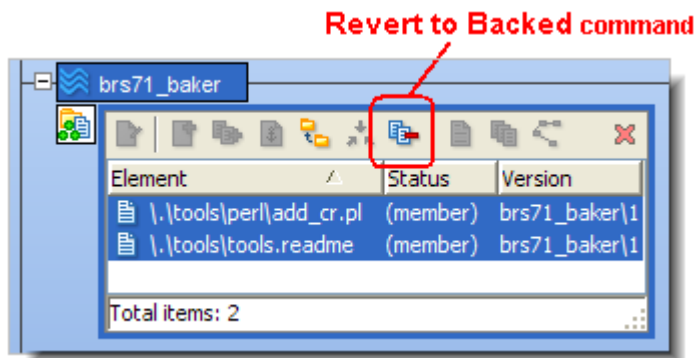 Revert to Backed command
brs71_baker
Element Status Version
\.\tools\perl\add_cr.pl (member) brs71_baker\1
\.\tools\tools.readme (member) brs71_baker\1
Total items: 2